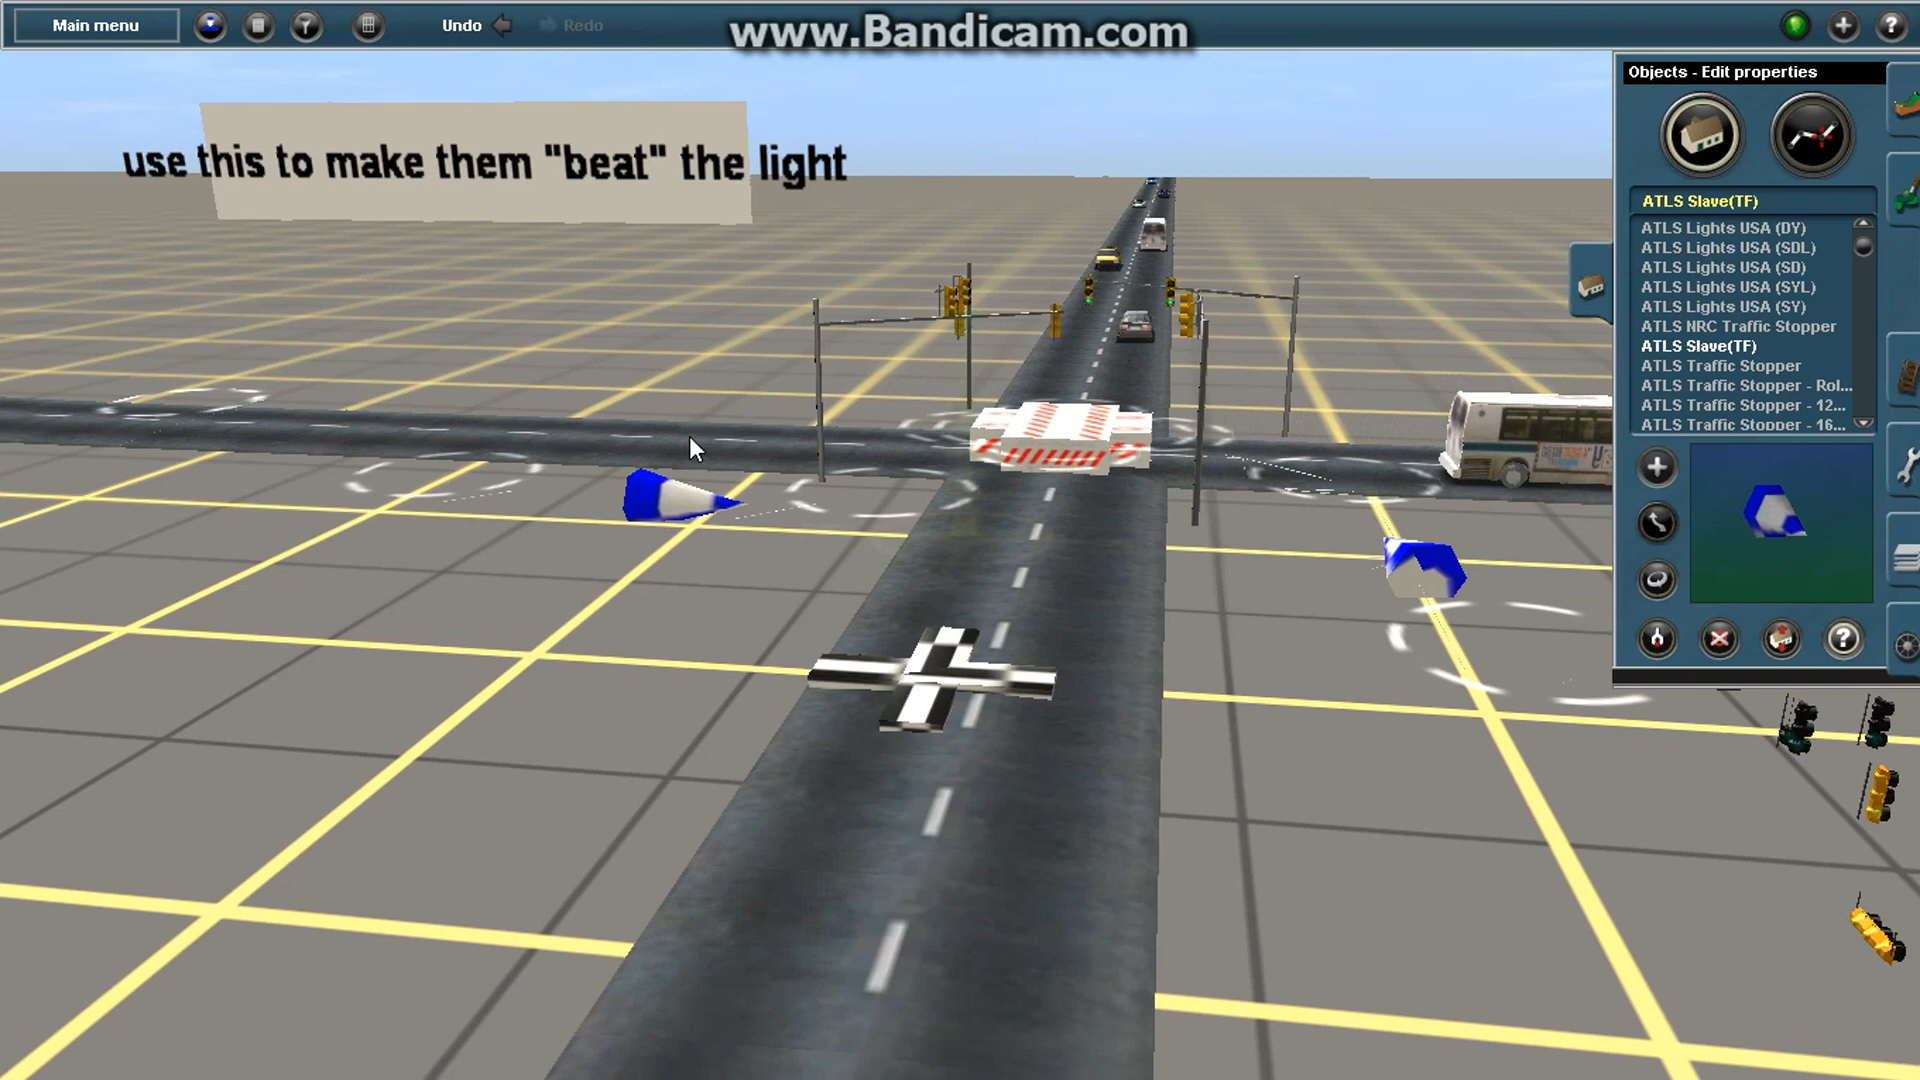 Main menu
Undo
Redo
www.Bandicam.com
?
Objects - Edit properties
use this to make them "beat" the light
ATLS Slave(TF)
ATLS Lights USA (DY)
ATLS Lights USA (SDL)
ATLS Lights USA (SD)
ATLS Lights USA (SYL)
ATLS Lights USA (SY)
ATLS NRC Traffic Stopper
ATLS Slave(TF)
ATLS Traffic Stopper
ATLS Traffic Stopper - Rol...
ATLS Traffic Stopper - 12...
ATLS Traffic Stopper - 16...
?